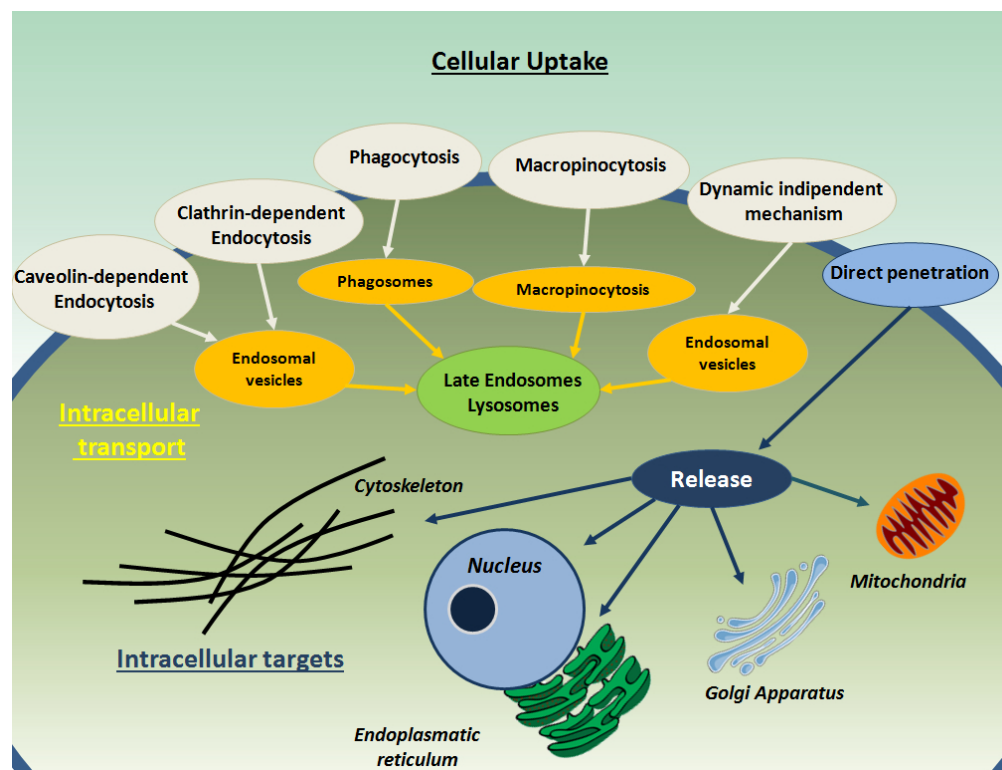 Cellular Uptake
Phagocytosis
Macropinocytosis
Dynamic indipendent
mechanism
Clathrin-dependent
Endocytosis
Caveolin-dependent
Endocytosis
Direct penetration
Phagosomes
Macropinocytosis
Endosomal
vesicles
Endosomal
vesicles
Late Endosomes
Lysosomes
Intracellular
transport
Release
Cytoskeleton
Nucleus
Mitochondria
Intracellular targets
Golgi Apparatus
Endoplasmatic
reticulum